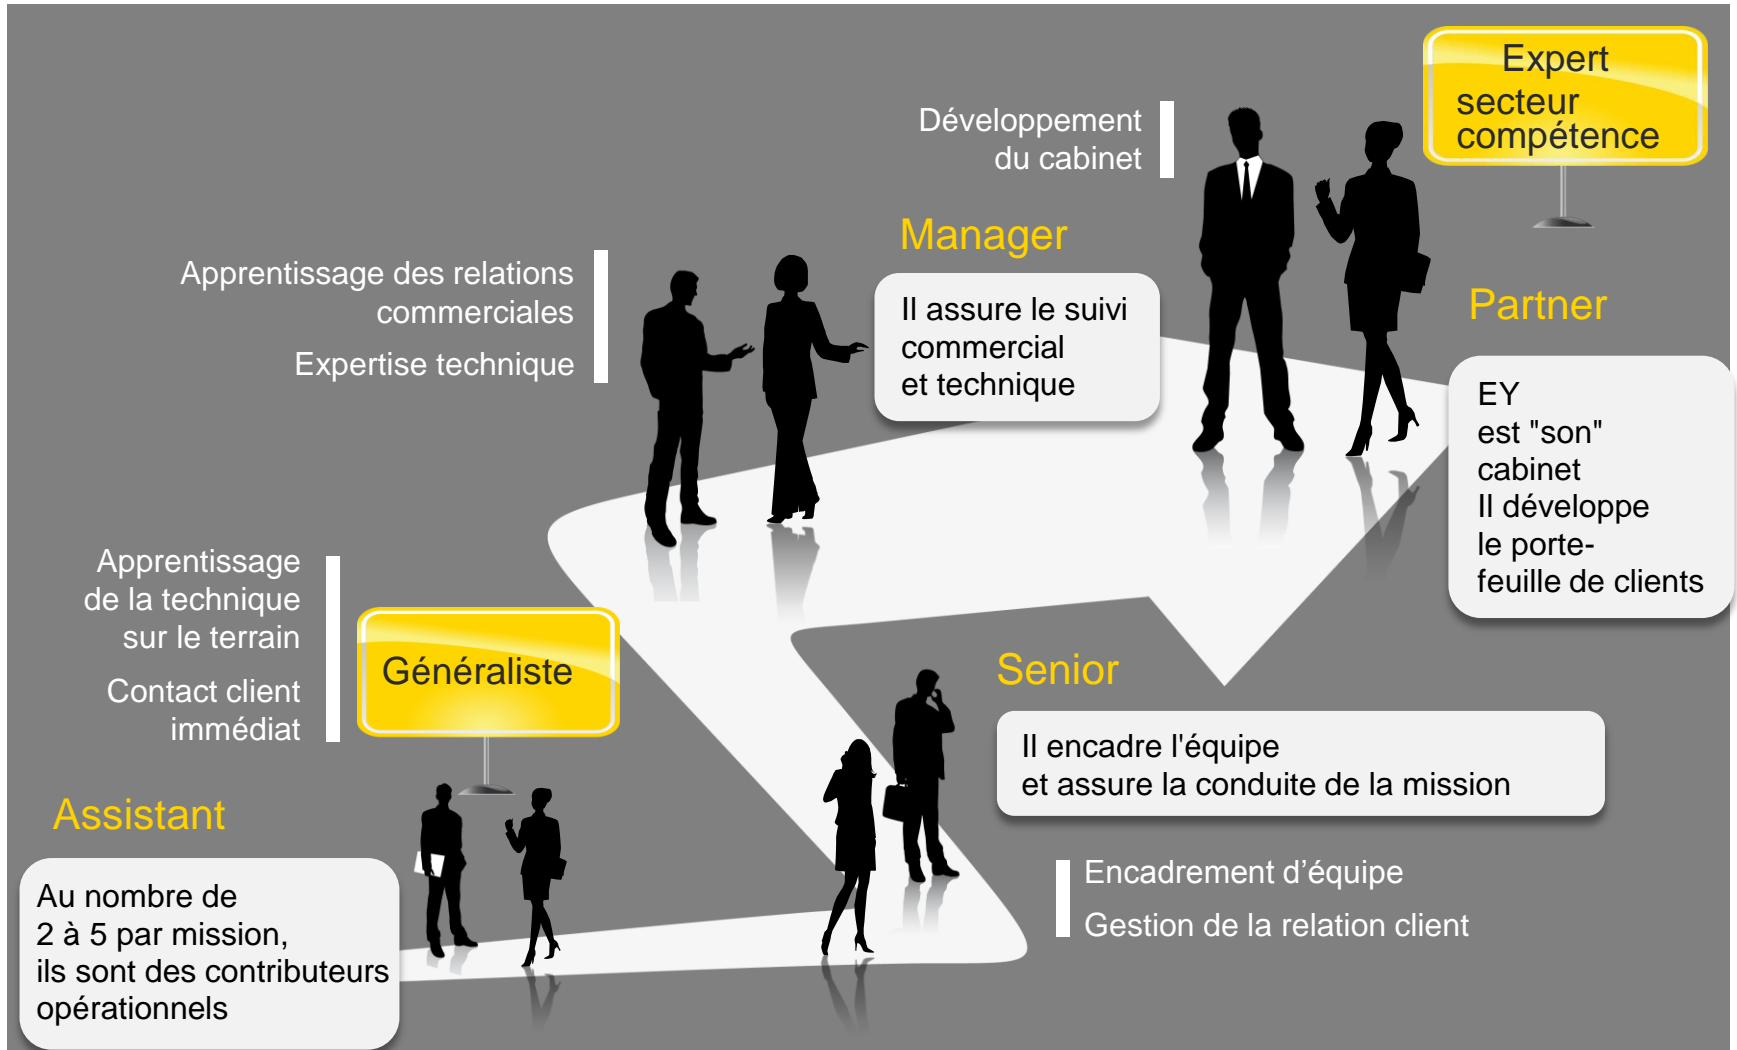 Expert
secteur
compétence
Développement
du cabinet
Manager
Il assure le suivi
commercial
et technique
Apprentissage des relations
commerciales
Expertise technique
Partner
EY
est "son"
cabinet
Il développe
le porte-
feuille de clients
Apprentissage
de la technique
sur le terrain
Contact client
immédiat
Généraliste
Senior
Il encadre l'équipe
et assure la conduite de la mission
Encadrement d’équipe
Gestion de la relation client
Assistant
Au nombre de
2 à 5 par mission,
ils sont des contributeurs
opérationnels